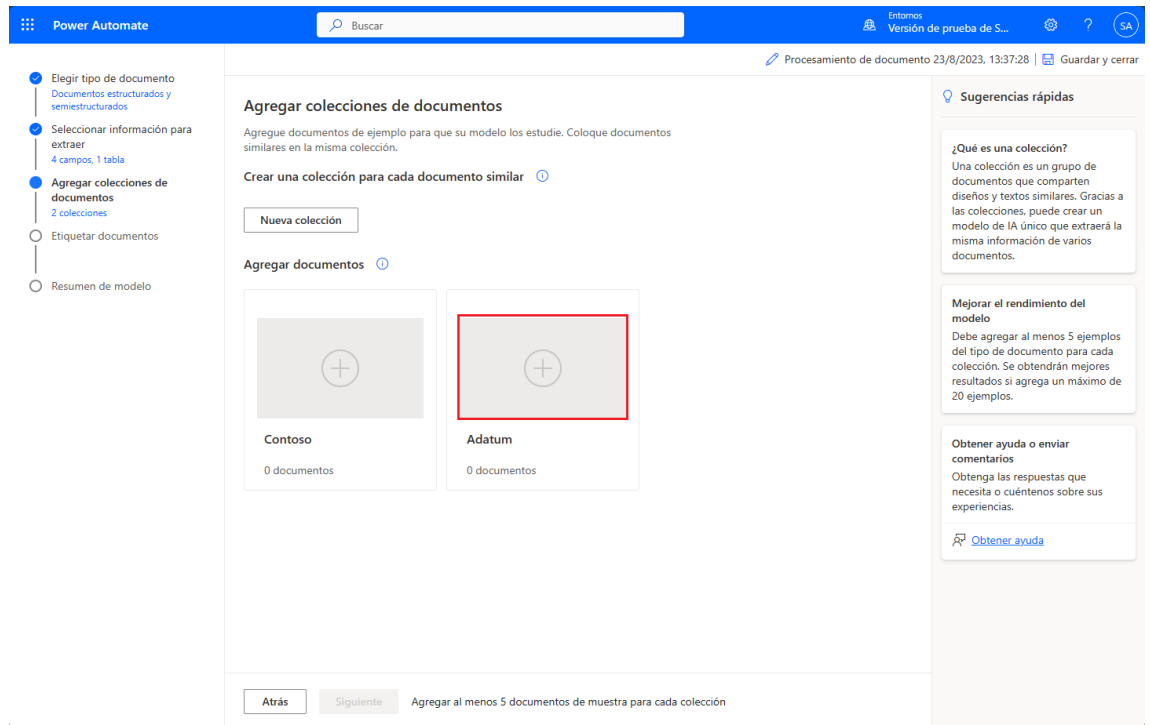 Power Automate
Buscar
Entornos
Versión de prueba de S...
?
SA
Procesamiento de documento 23/8/2023, 13:37:28
Guardar y cerrar
Elegir tipo de documento
Documentos estructurados y
semiestructurados
Seleccionar información para
extraer
4 campos, 1 tabla
Agregar colecciones de
documentos
2 colecciones
Etiquetar documentos
Resumen de modelo
Agregar colecciones de documentos
Agregue documentos de ejemplo para que su modelo los estudie. Coloque documentos
similares en la misma colección.
Crear una colección para cada documento similar
Nueva colección
Agregar documentos
Contoso
0 documentos
Adatum
0 documentos
Atrás
Siguiente
Agregar al menos 5 documentos de muestra para cada colección
Sugerencias rápidas
¿Qué es una colección?
Una colección es un grupo de
documentos que comparten
diseños y textos similares. Gracias a
las colecciones, puede crear un
modelo de IA único que extraerá la
misma información de varios
documentos.
Mejorar el rendimiento del
modelo
Debe agregar al menos 5 ejemplos
del tipo de documento para cada
colección. Se obtendrán mejores
resultados si agrega un máximo de
20 ejemplos.
Obtener ayuda o enviar
comentarios
Obtenga las respuestas que
necesita o cuéntenos sobre sus
experiencias.
Obtener ayuda